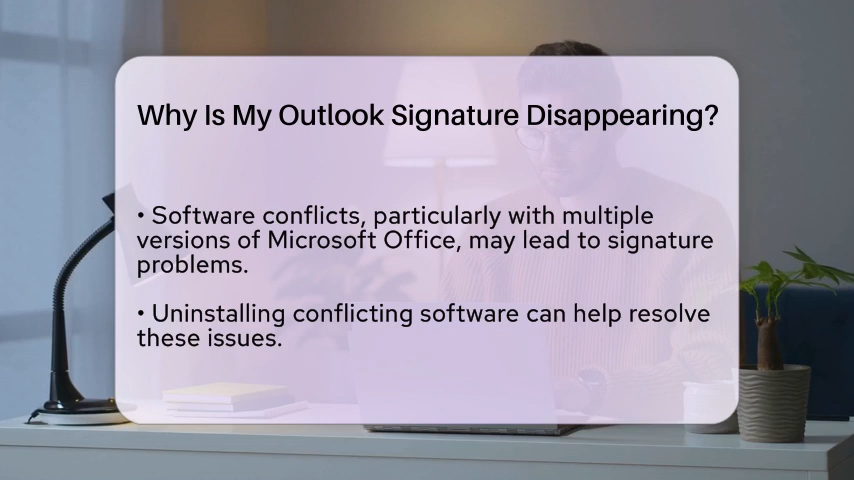 Why Is My Outlook Signature Disappearing?
• Software conflicts, particularly with multiple
versions of Microsoft Office, may lead to signature
problems.
• Uninstalling conflicting software can help resolve
these issues.